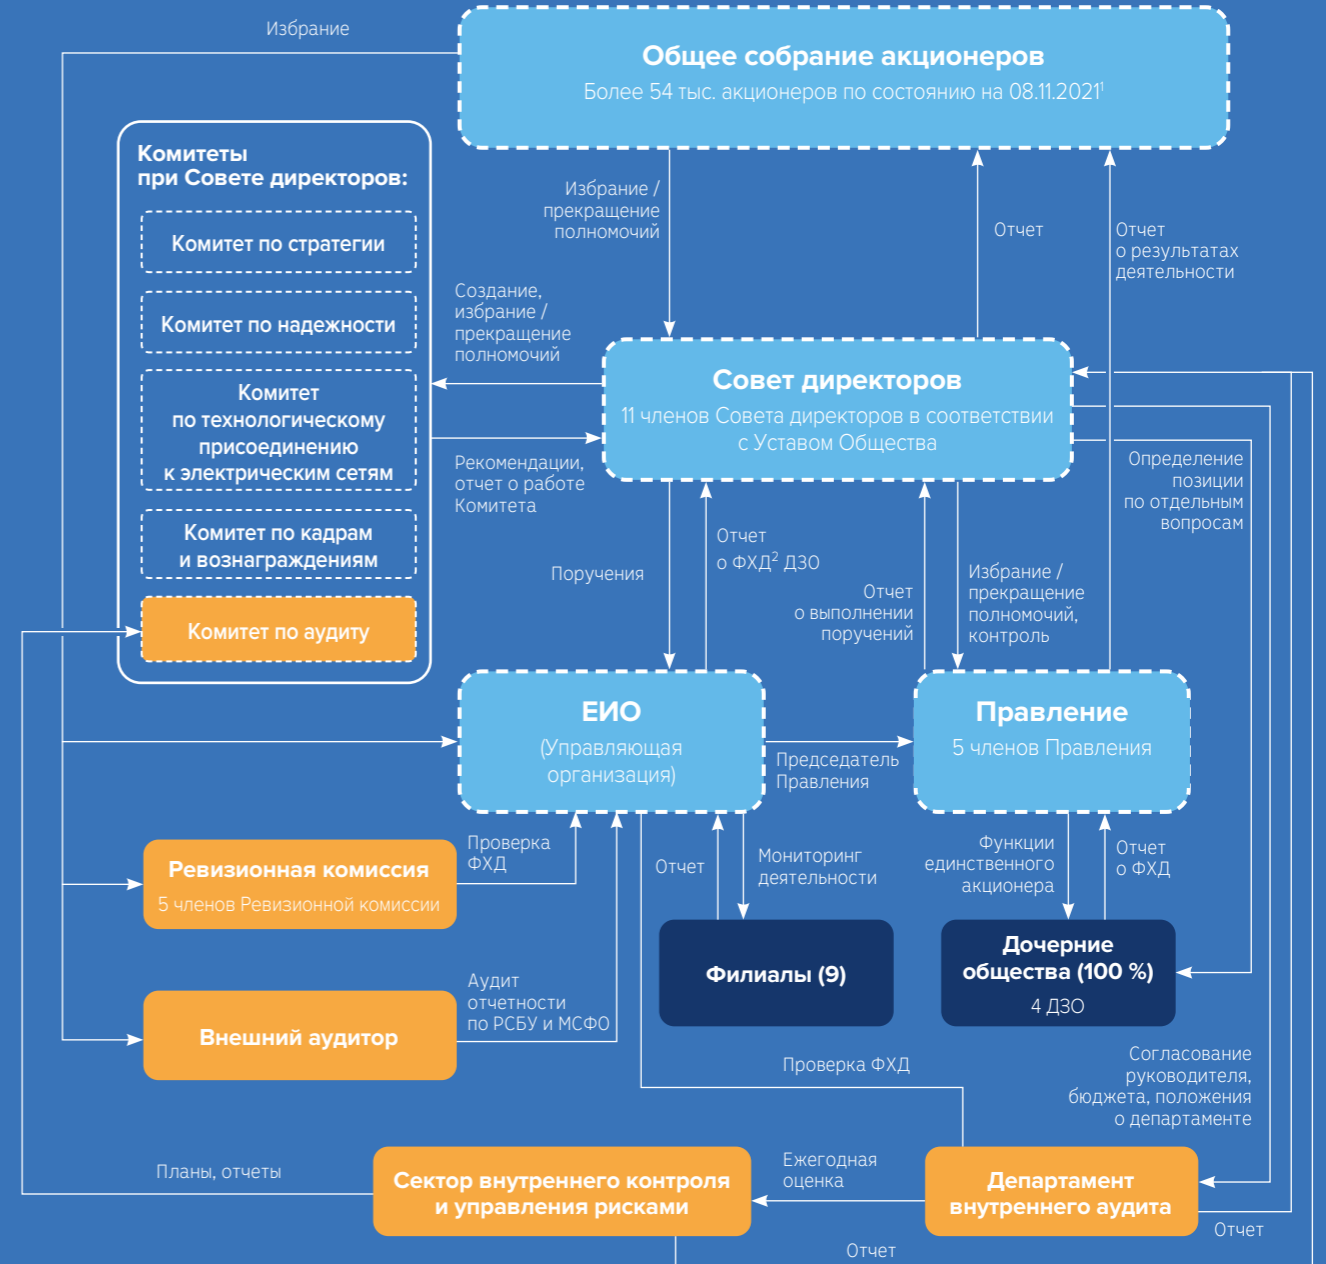 Избрание
Общее собрание акционеров
Более 54 тыс. акционеров по состоянию на 08.11.2021¹
Комитеты
при Совете директоров:
Комитет по стратегии
Комитет по надежности
Комитет
по технологическому
присоединению
к электрическим сетям
Комитет по кадрам
и вознаграждениям
Комитет по аудиту
Избрание /
прекращение
полномочий
Отчет
Отчет
о результатах
деятельности
Создание,
избрание /
прекращение
полномочий
Совет директоров
11 членов Совета директоров в соответствии
с Уставом Общества
Рекомендации,
отчет о работе
Комитета
Определение
позиции
по отдельным
вопросам
Поручения
Отчет
о ФХД² ДЗО
Отчет
о выполнении
поручений
Избрание /
прекращение
полномочий,
контроль
ЕИО
(Управляющая
организация)
Председатель
Правления
Правление
5 членов Правления
Ревизионная комиссия
5 членов Ревизионной комиссии
Проверка
ФХД
Отчет
Мониторинг
деятельности
Функции
единственного
акционера
Отчет
о ФХД
Филиалы (9)
Дочерние
общества (100 %)
4 ДЗО
Внешний аудитор
Аудит
отчетности
по РСБУ и МСФО
Проверка ФХД
Согласование
руководителя,
бюджета, положения
о департаменте
Планы, отчеты
Сектор внутреннего контроля
и управления рисками
Ежегодная
оценка
Департамент
внутреннего аудита
Отчет
Отчет